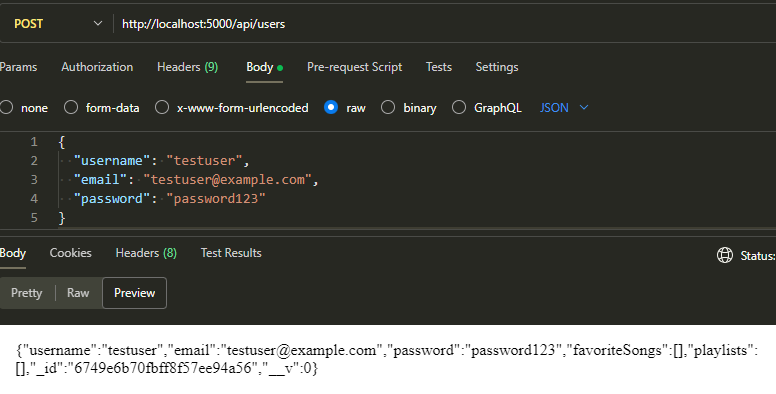 POST http://localhost:5000/api/users
Params Authorization Headers (9) Body Pre-request Script Tests Settings
none form-data x-www-form-urlencoded raw binary GraphQL JSON
1 {
2 "username": "testuser",
3 "email": "testuser@example.com",
4 "password": "password123"
5 }
Body Cookies Headers (8) Test Results Status:
Pretty Raw Preview
{"username":"testuser","email":"testuser@example.com","password":"password123","favoriteSongs":[],"playlists":
[],"_id":"6749e6b70fbff8f57ee94a56","__v":0}